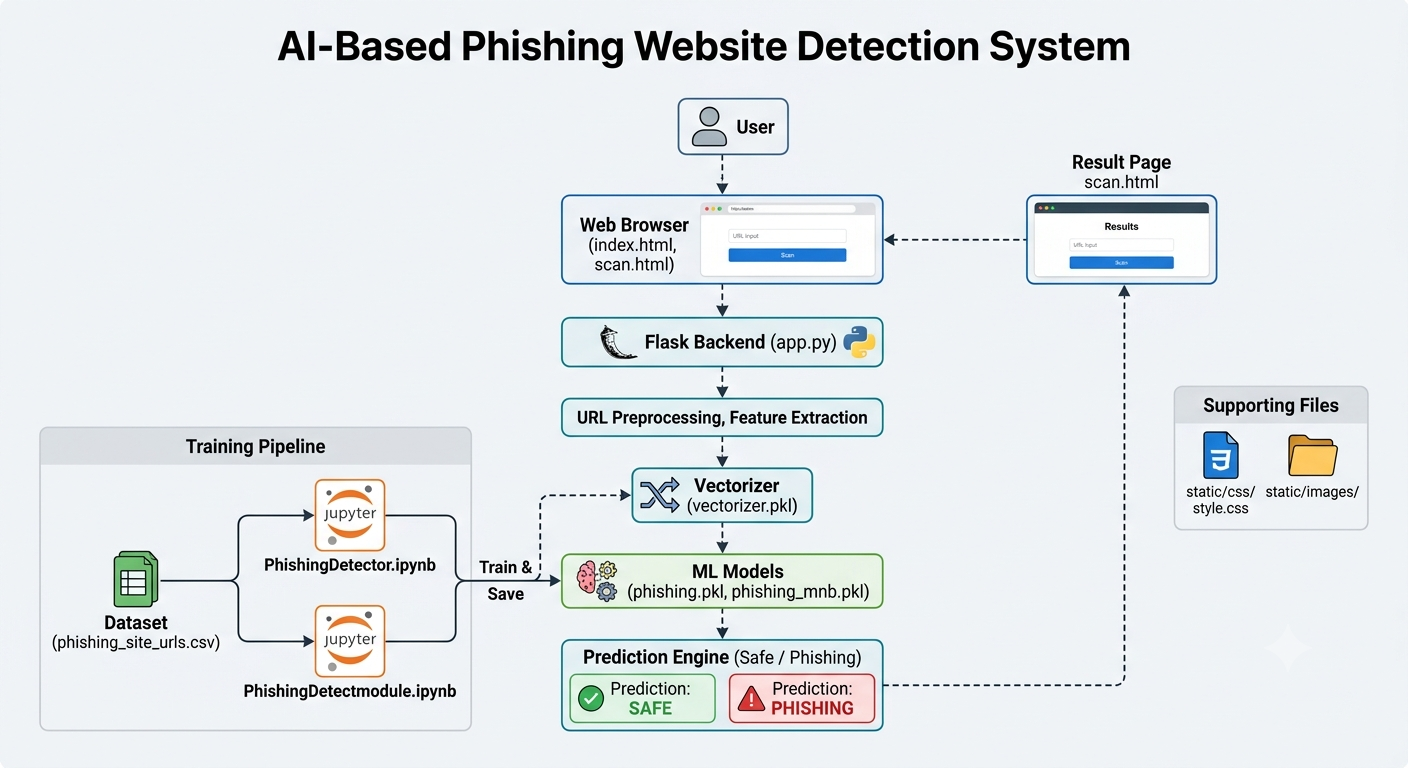 AI-Based Phishing Website Detection System
User
Web Browser
(index.html,
scan.html)
URL input
Scan
Result Page
scan.html
Results
URL input
Scan
Flask Backend (app.py)
URL Preprocessing, Feature Extraction
Vectorizer
(vectorizer.pkl)
ML Models
(phishing.pkl, phishing_mnb.pkl)
Prediction Engine (Safe / Phishing)
Prediction:
SAFE
Prediction:
PHISHING
Training Pipeline
Dataset
(phishing_site_urls.csv)
jupyter
PhishingDetector.ipynb
jupyter
PhishingDetectmodule.ipynb
Train &
Save
Supporting Files
static/css/
style.css
static/images/